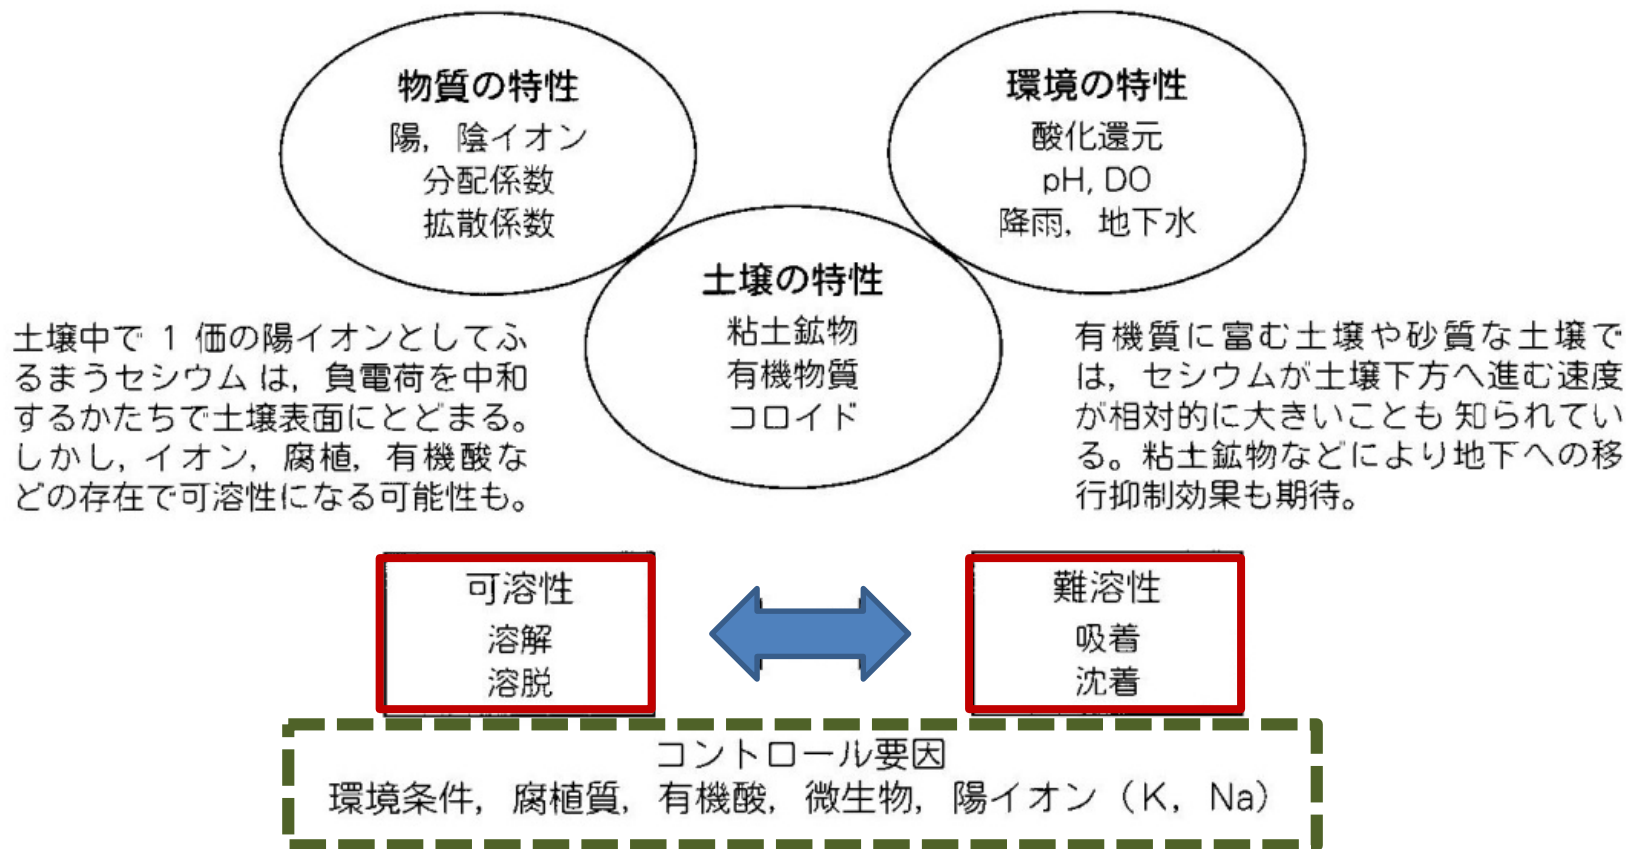 物質の特性
陽，陰イオン
分配係数
拡散係数
環境の特性
酸化還元
pH, DO
降雨，地下水
土壌の特性
粘土鉱物
有機物質
コロイド
土壌中で 1 価の陽イオンとしてふ
るまうセシウム は，負電荷を中和
するかたちで土壌表面にとどまる。
しかし，イオン，腐植，有機酸な
どの存在で可溶性になる可能性も。
有機質に富む土壌や砂質な土壌で
は，セシウムが土壌下方へ進む速度
が相対的に大きいことも 知られてい
る。粘土鉱物などにより地下への移
行抑制効果も期待。
可溶性
溶解
溶脱
難溶性
吸着
沈着
コントロール要因
環境条件，腐植質，有機酸，微生物，陽イオン（K，Na）